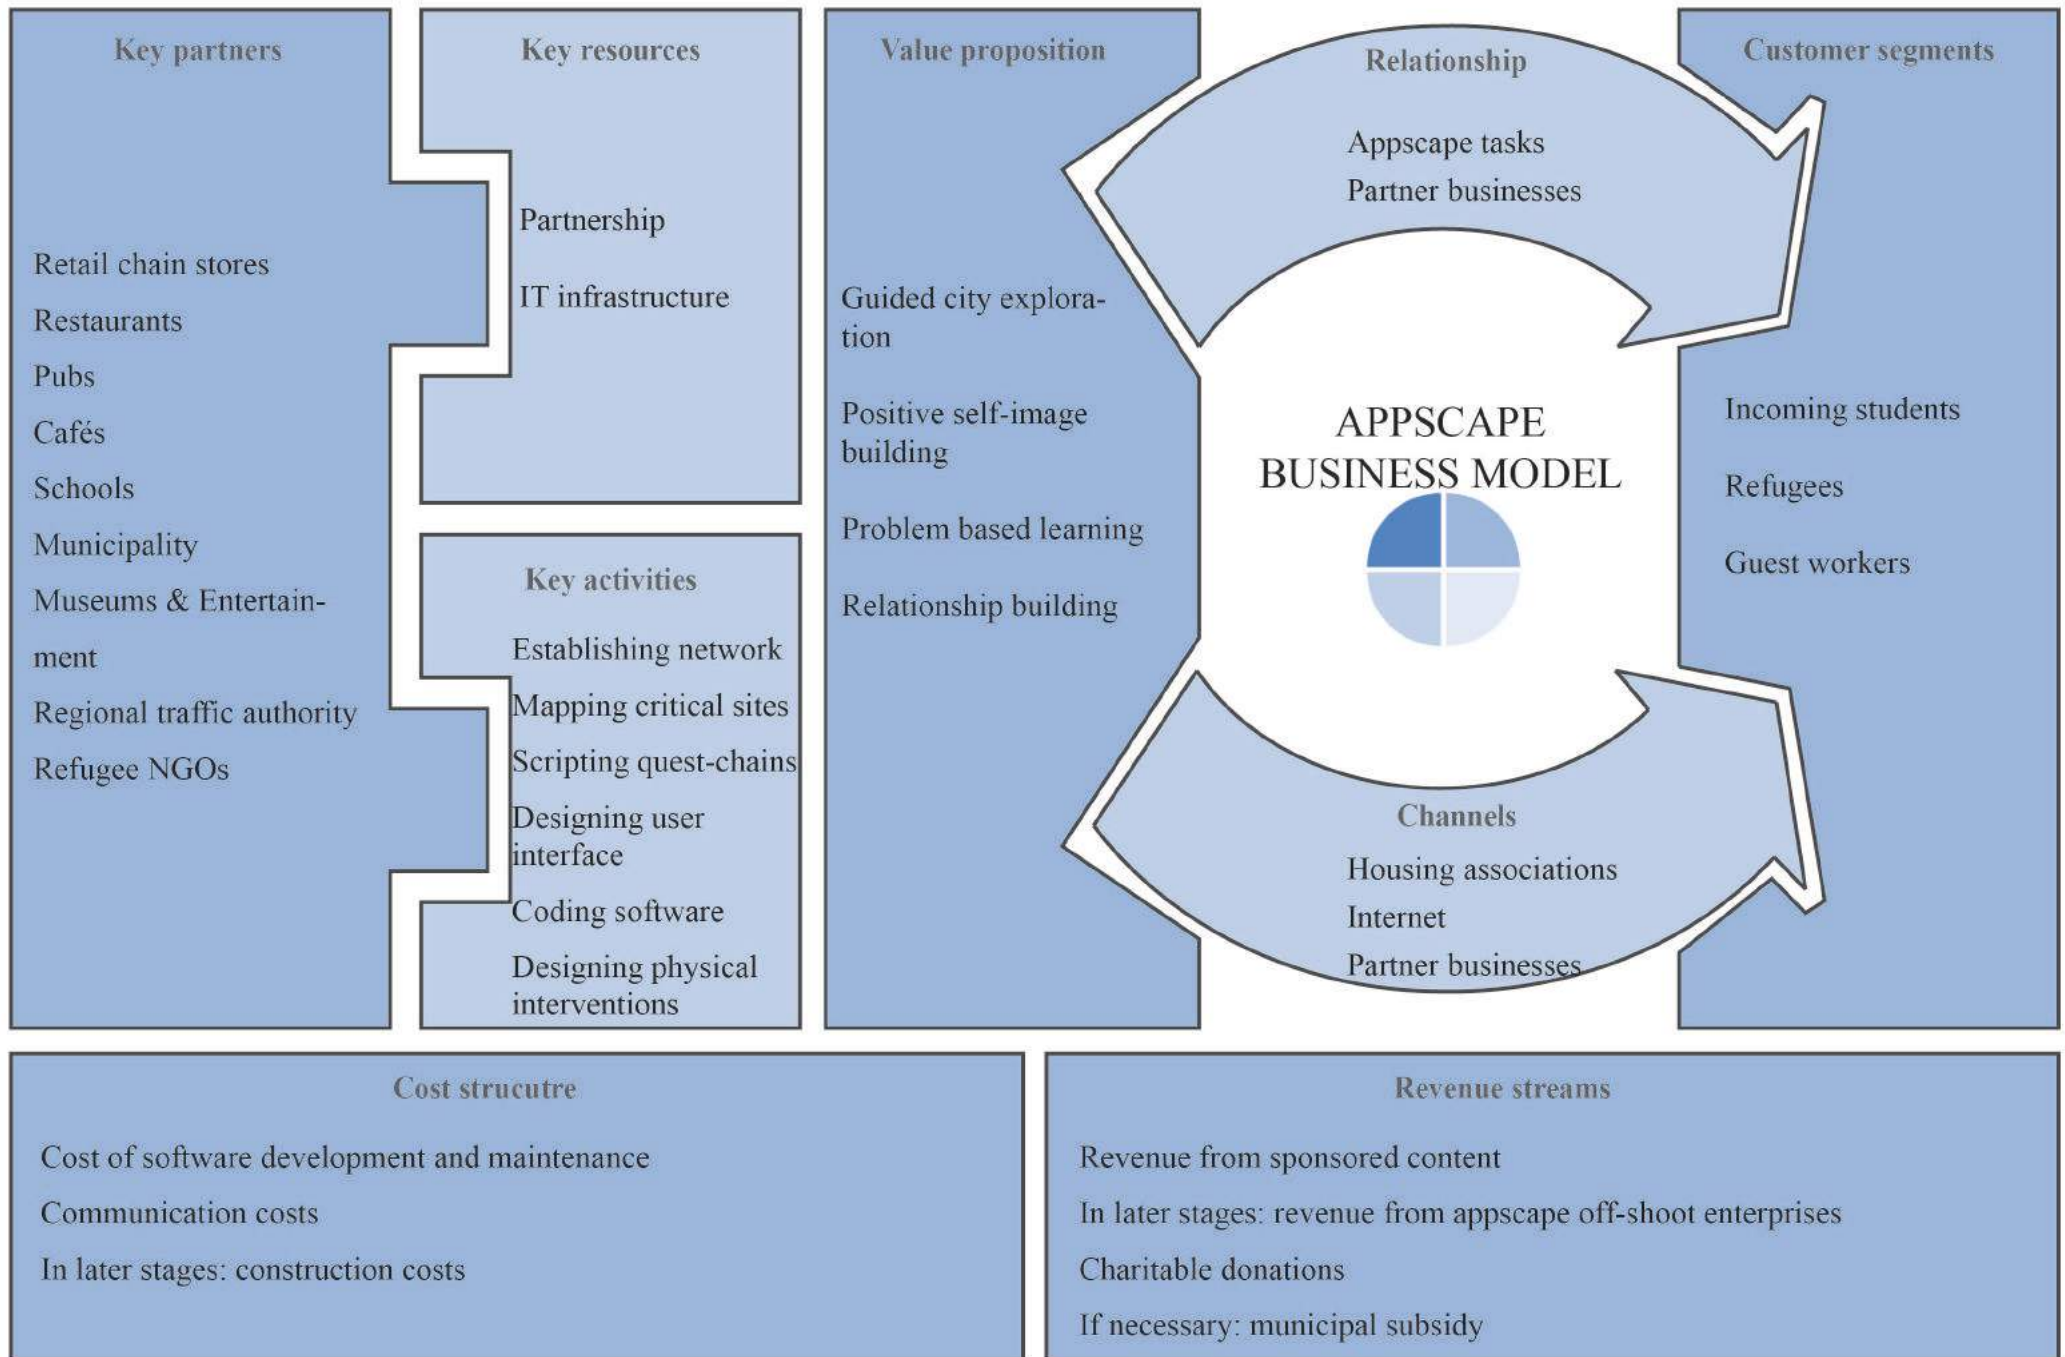 Key partners
Retail chain stores
Restaurants
Pubs
Cafés
Schools
Municipality
Museums & Entertain-
ment
Regional traffic authority
Refugee NGOs
Key resources
Partnership
IT infrastructure
Key activities
Establishing network
Mapping critical sites
Scripting quest-chains
Designing user
interface
Coding software
Designing physical
interventions
Value proposition
Guided city explora-
tion
Positive self-image
building
Problem based learning
Relationship building
Relationship
Appscape tasks
Partner businesses
APPSCAPE
BUSINESS MODEL
Channels
Housing associations
Internet
Partner businesses
Customer segments
Incoming students
Refugees
Guest workers
Cost strucutre
Cost of software development and maintenance
Communication costs
In later stages: construction costs
Revenue streams
Revenue from sponsored content
In later stages: revenue from appscape off-shoot enterprises
Charitable donations
If necessary: municipal subsidy